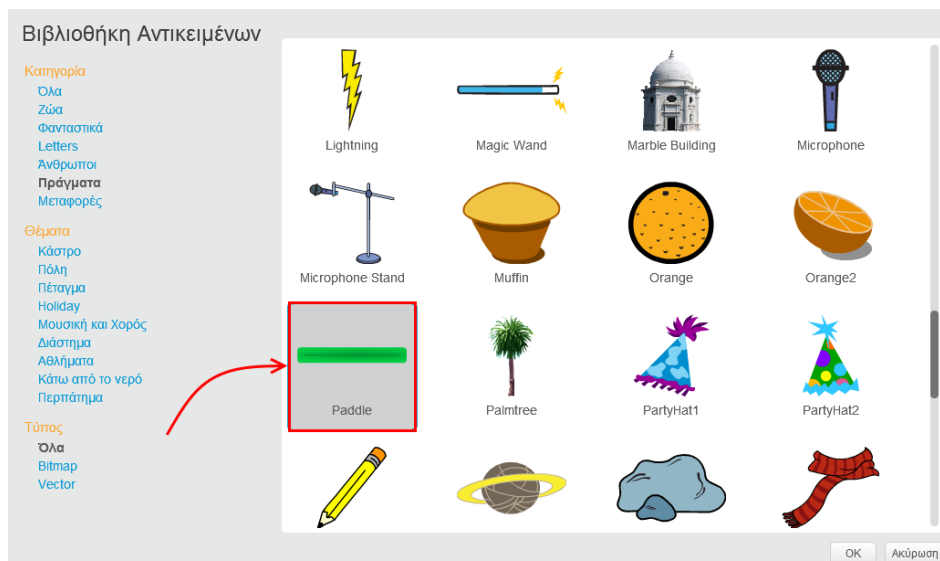 Βιβλιοθήκη Αντικειμένων
Κατηγορία
Όλα
Ζώα
Φανταστικά
Letters
Άνθρωποι
Πράγματα
Μεταφορές
Θέματα
Κάστρο
Πόλη
Πέταγμα
Holiday
Μουσική και Χορός
Διάστημα
Αθλήματα
Κάτω από το νερό
Περπάτημα
Τύπος
Όλα
Bitmap
Vector
Lightning Magic Wand Marble Building Microphone
Microphone Stand Muffin Orange Orange2
Paddle Palmtree PartyHat1 PartyHat2
OK Ακύρωση